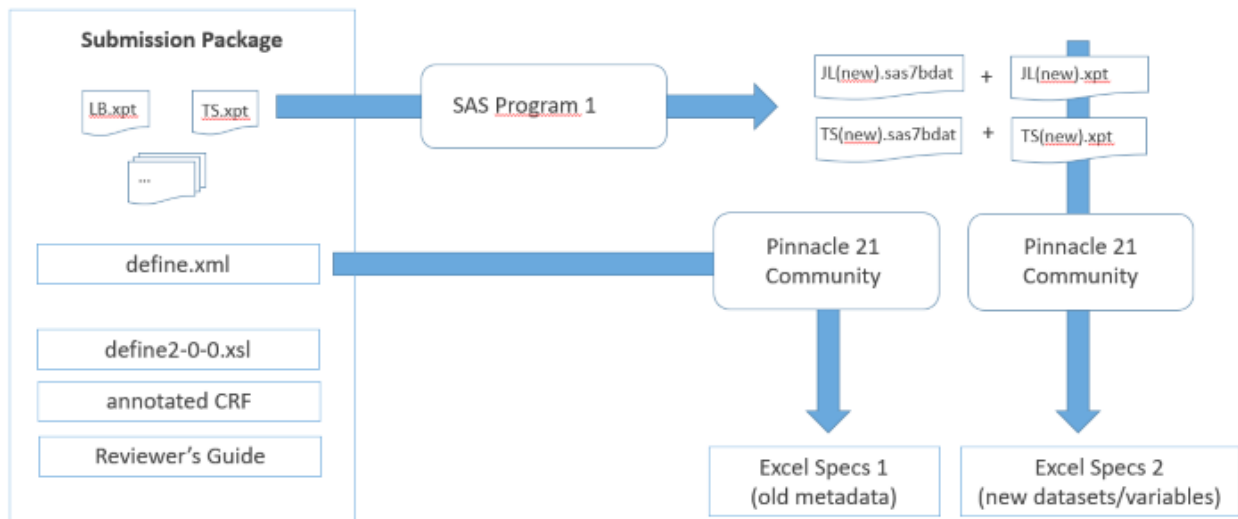 Submission Package
LB.xpt
TS.xpt
...
define.xml
define2-0-0.xsl
annotated CRF
Reviewer's Guide
SAS Program 1
JL(new).sas7bdat + JL(new).xpt
TS(new).sas7bdat + TS(new).xpt
Pinnacle 21
Community
Pinnacle 21
Community
Excel Specs 1
(old metadata)
Excel Specs 2
(new datasets/variables)